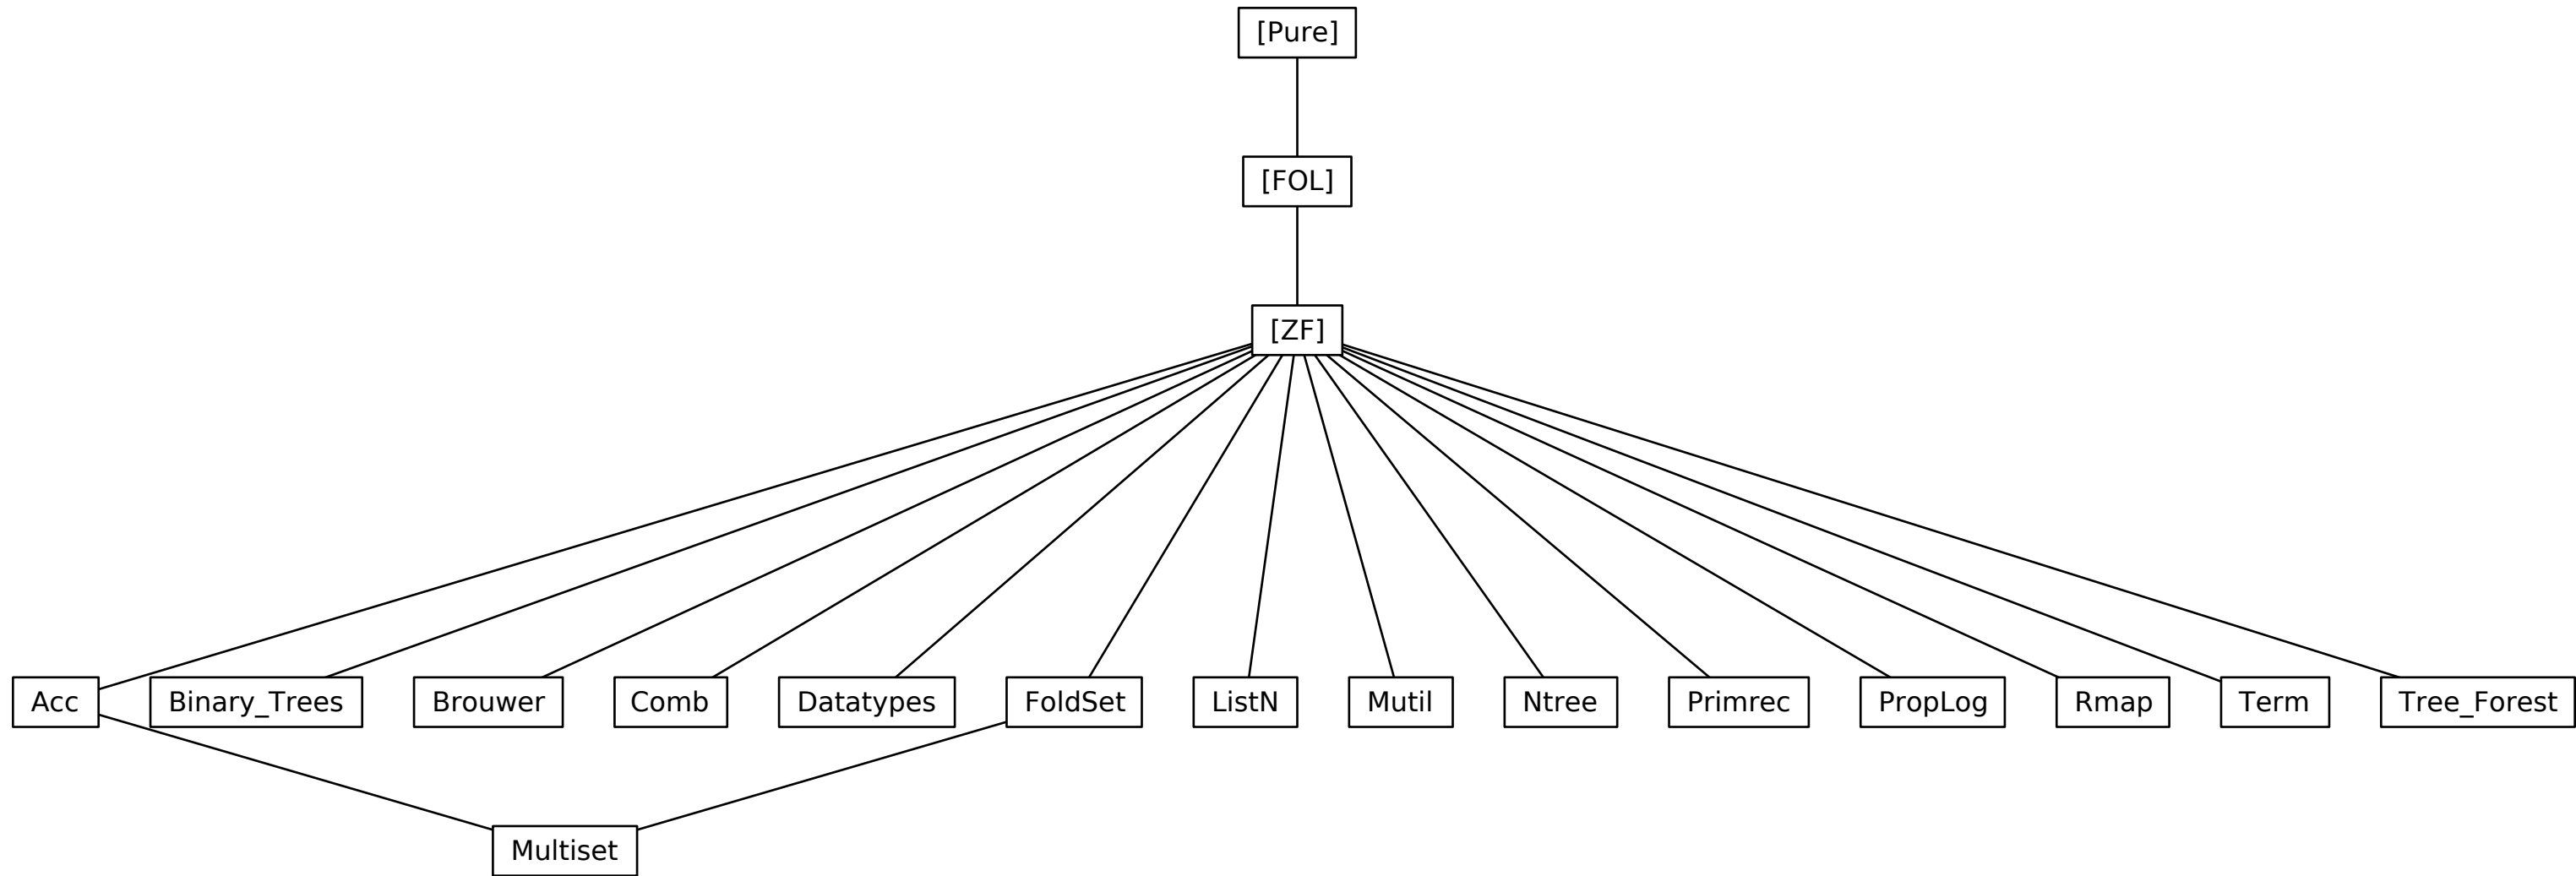 [Pure]
[FOL]
[ZF]
Acc
Binary_Trees
Brouwer
Comb
Datatypes
FoldSet
ListN
Mutil
Ntree
Primrec
PropLog
Rmap
Term
Tree_Forest
Multiset